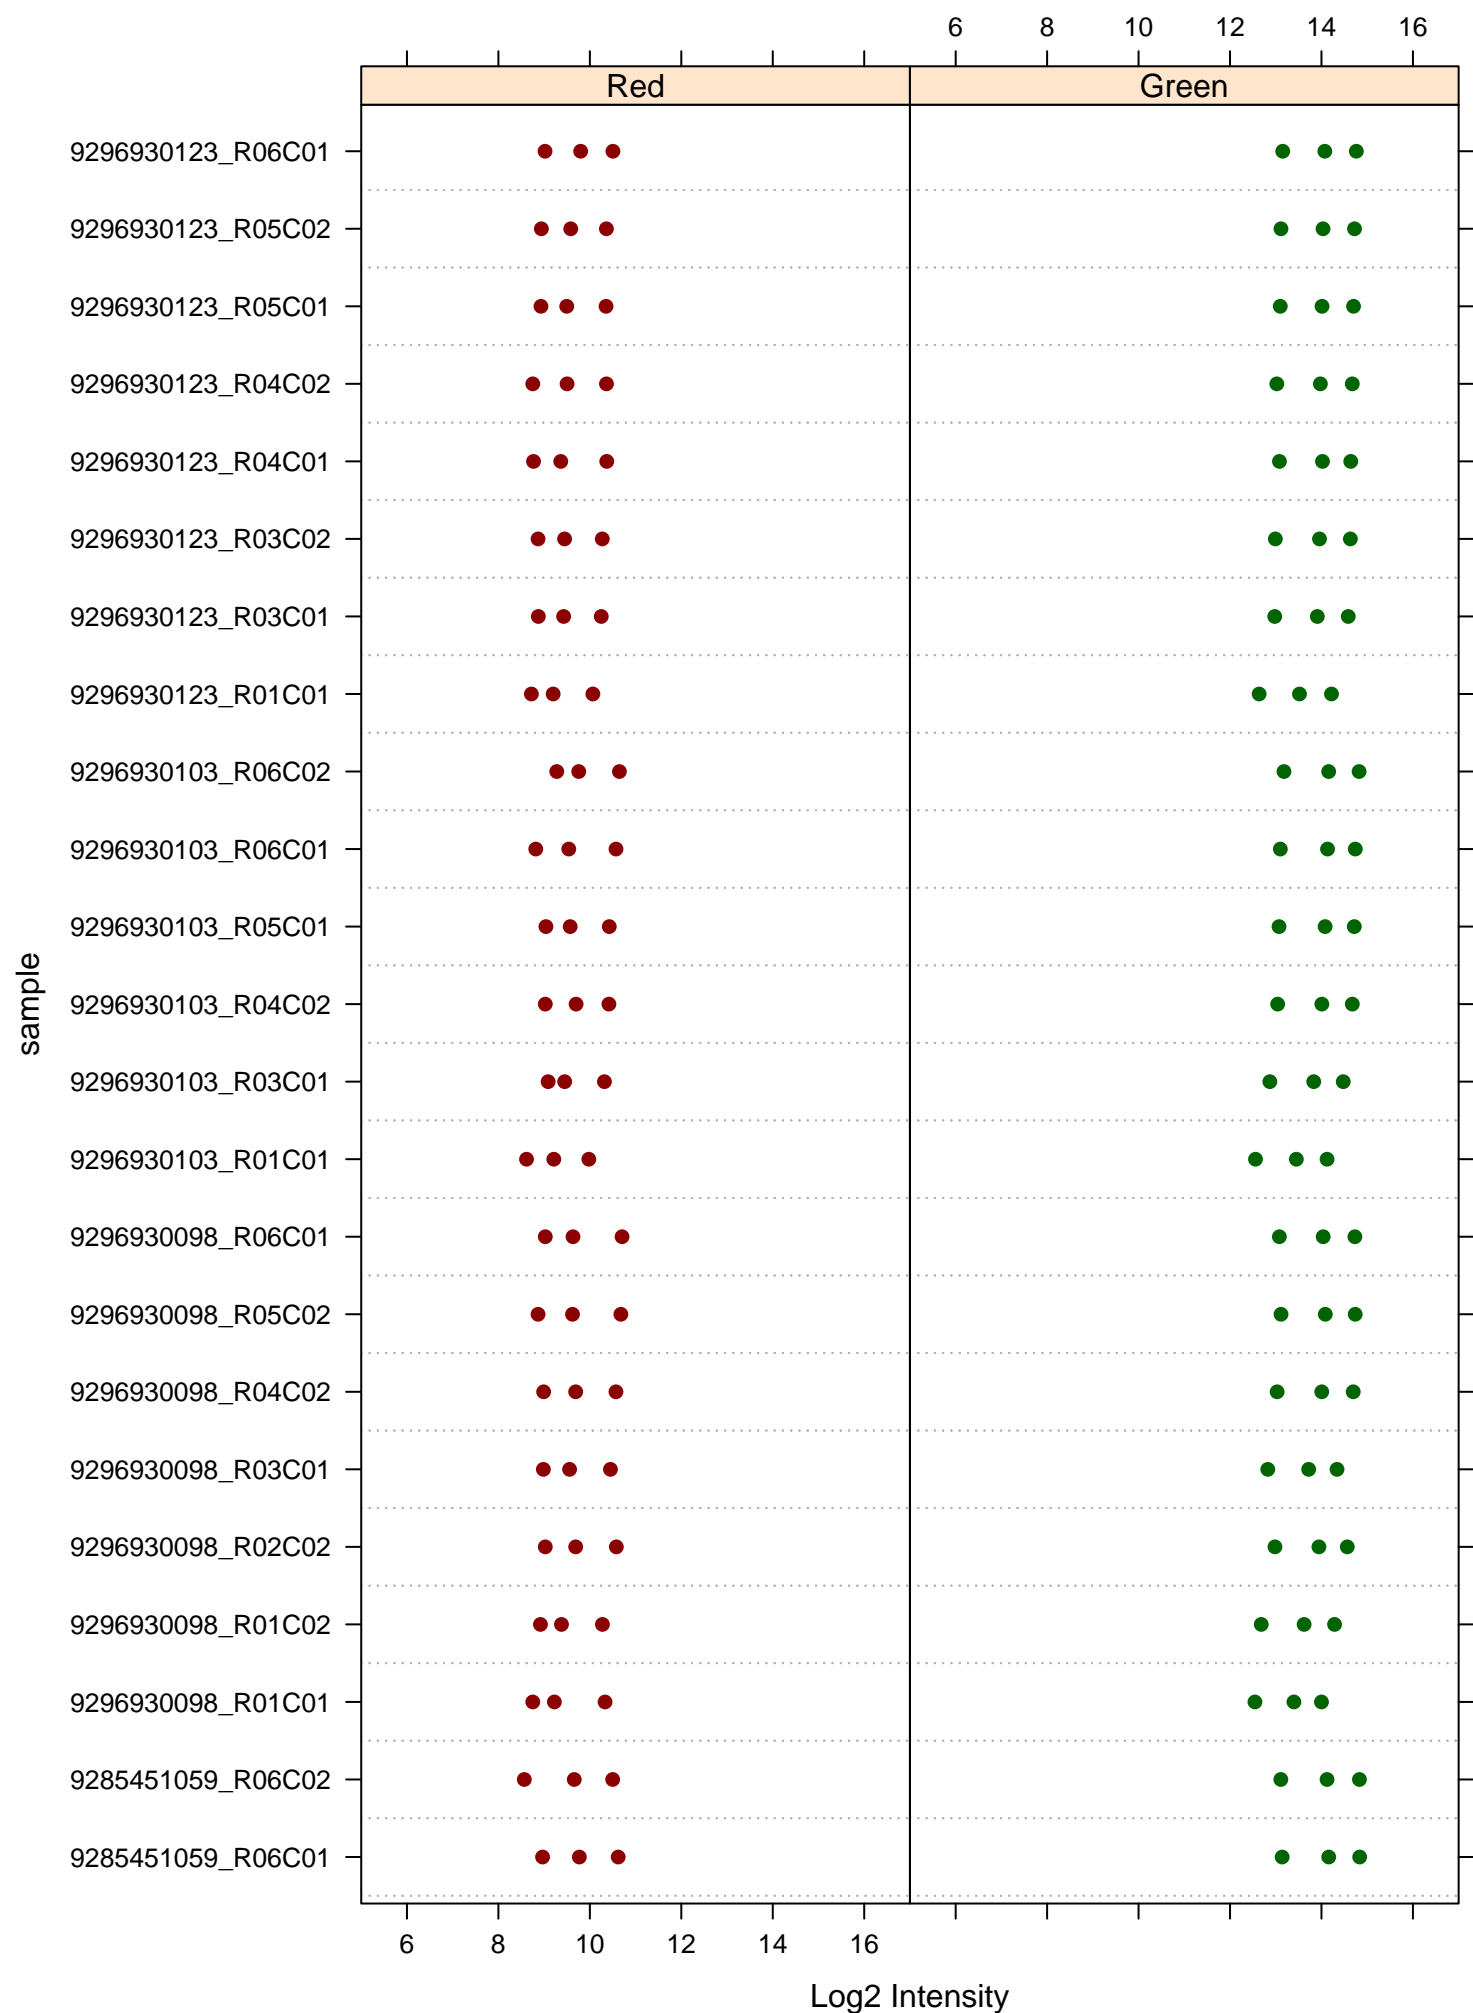 6 8 10 12 14 16
Red Green
9296930123_R06C01
9296930123_R05C02
9296930123_R05C01
9296930123_R04C02
9296930123_R04C01
9296930123_R03C02
9296930123_R03C01
9296930123_R01C01
9296930103_R06C02
9296930103_R06C01
9296930103_R05C01
9296930103_R04C02
9296930103_R03C01
9296930103_R01C01
9296930098_R06C01
9296930098_R05C02
9296930098_R04C02
9296930098_R03C01
9296930098_R02C02
9296930098_R01C02
9296930098_R01C01
9285451059_R06C02
9285451059_R06C01
sample
6 8 10 12 14 16
Log2 Intensity